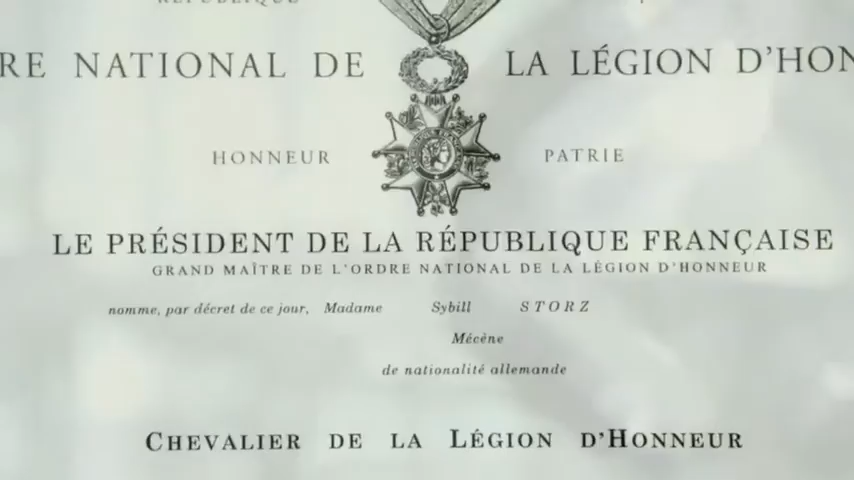 RÉPUBLIQUE
RE NATIONAL DE LA LÉGION D'HON
HONNEUR PATRIE
LE PRÉSIDENT DE LA RÉPUBLIQUE FRANÇAISE
GRAND MAÎTRE DE L'ORDRE NATIONAL DE LA LÉGION D'HONNEUR
nomme, par décret de ce jour, Madame Sybill STORZ
Mécène
de nationalité allemande
CHEVALIER DE LA LÉGION D'HONNEUR